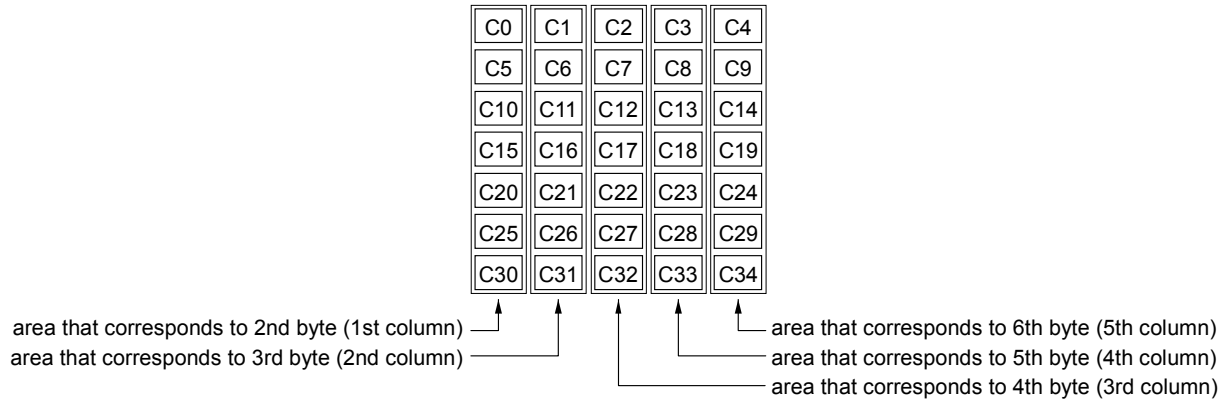 C0 C1 C2 C3 C4
C5 C6 C7 C8 C9
C10 C11 C12 C13 C14
C15 C16 C17 C18 C19
C20 C21 C22 C23 C24
C25 C26 C27 C28 C29
C30 C31 C32 C33 C34
area that corresponds to 2nd byte (1st column)
area that corresponds to 3rd byte (2nd column)
area that corresponds to 6th byte (5th column)
area that corresponds to 5th byte (4th column)
area that corresponds to 4th byte (3rd column)